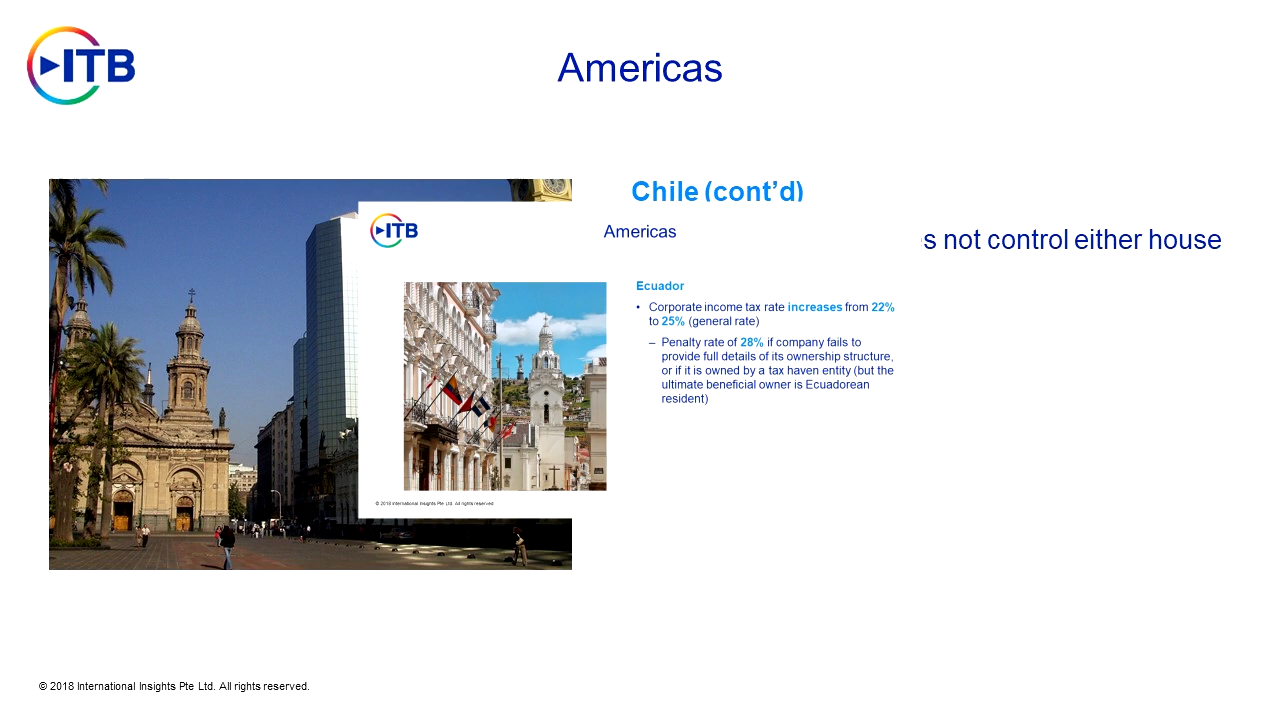 ITB
Americas
Chile (cont’d)
s not control either house
ITB
Americas
Ecuador
• Corporate income tax rate increases from 22%
to 25% (general rate)
– Penalty rate of 28% if company fails to
provide full details of its ownership structure,
or if it is owned by a tax haven entity (but the
ultimate beneficial owner is Ecuadorean
resident)
© 2018 International Insights Pte Ltd. All rights reserved
© 2018 International Insights Pte Ltd. All rights reserved.